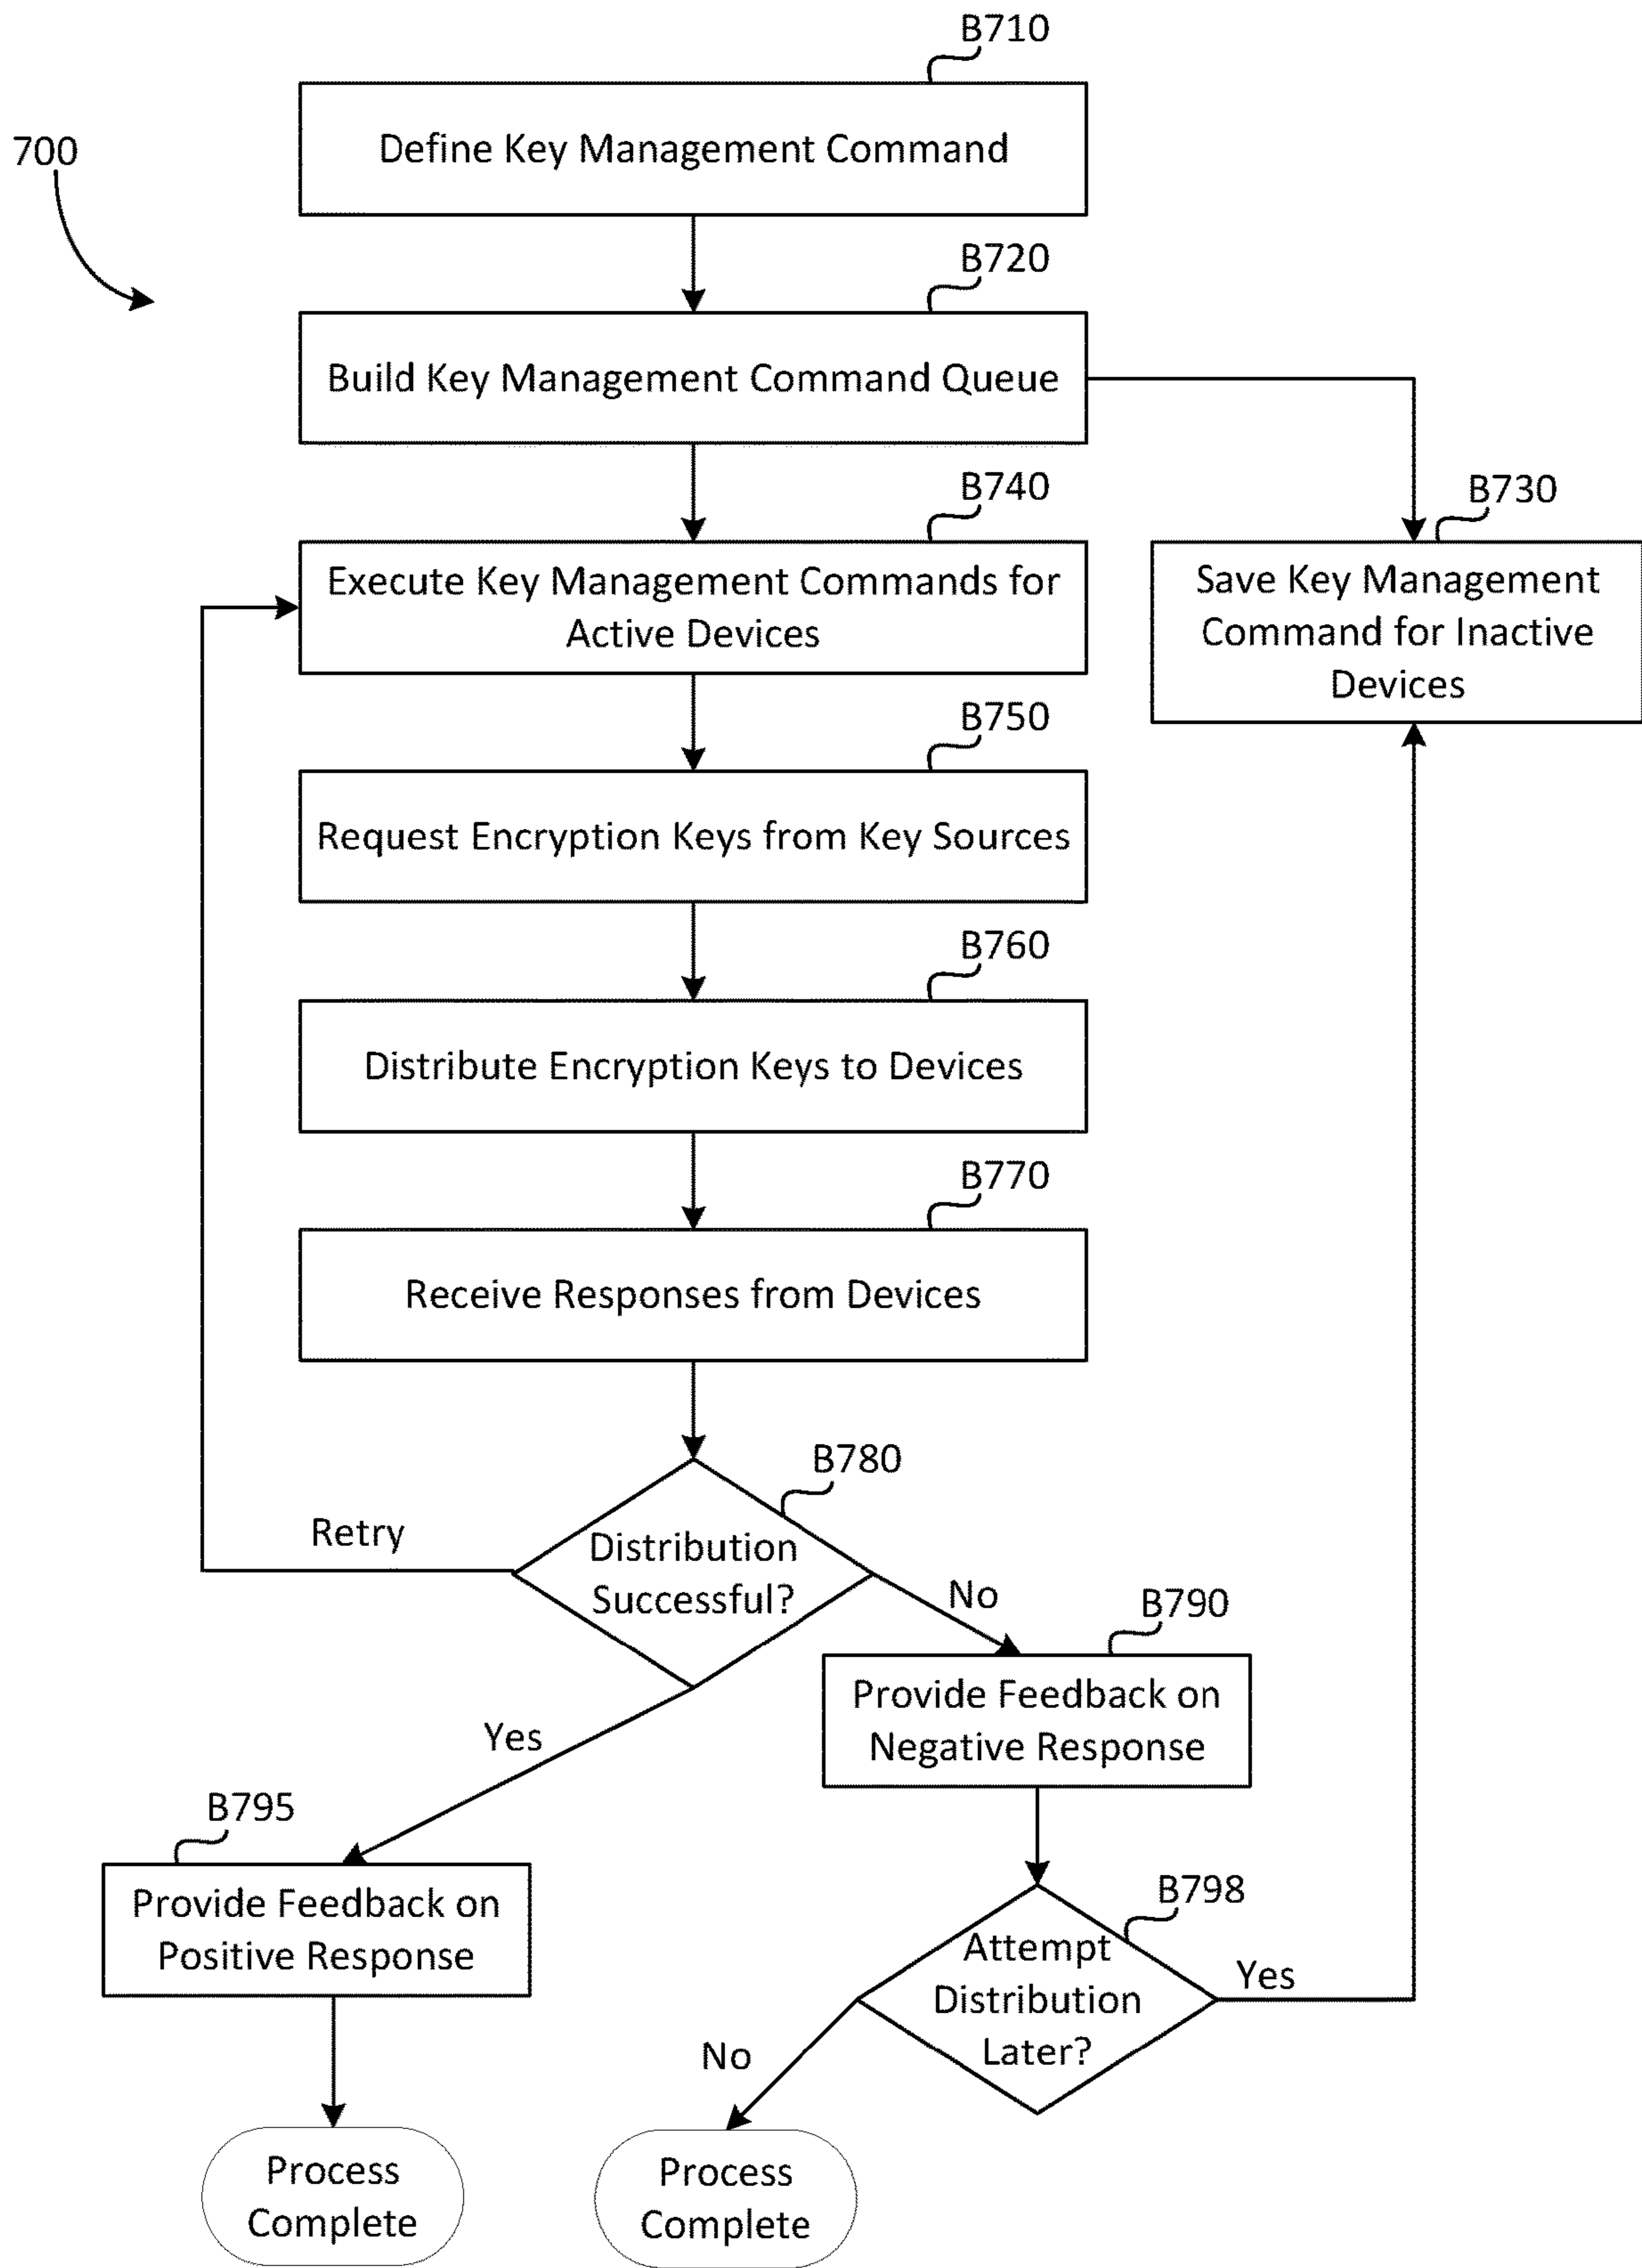 B710
700
Define Key Management Command
B720
Build Key Management Command Queue
B740
B730
Execute Key Management Commands for
Active Devices
Save Key Management
Command for Inactive
Devices
B750
Request Encryption Keys from Key Sources
B760
Distribute Encryption Keys to Devices
B770
Receive Responses from Devices
B780
Retry
Distribution
Successful?
No
B790
Provide Feedback on
Negative Response
Yes
B795
Provide Feedback on
Positive Response
B798
Attempt
Distribution
Later?
Yes
No
Process
Complete
Process
Complete